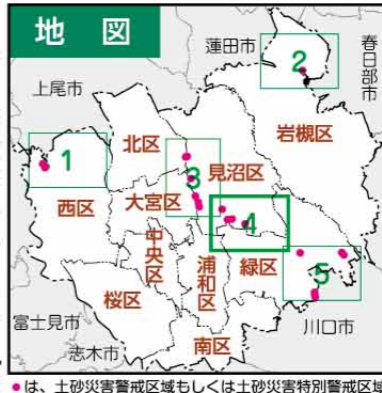 地図
蓮田市
春日部市
上尾市
2
岩槻区
北区
1
3
見沼区
西区
大宮区
4
中央区
浦和区
緑区
5
桜区
富士見市
川口市
志木市
南区
●は、土砂災害警戒区域もしくは土砂災害特別警戒区域